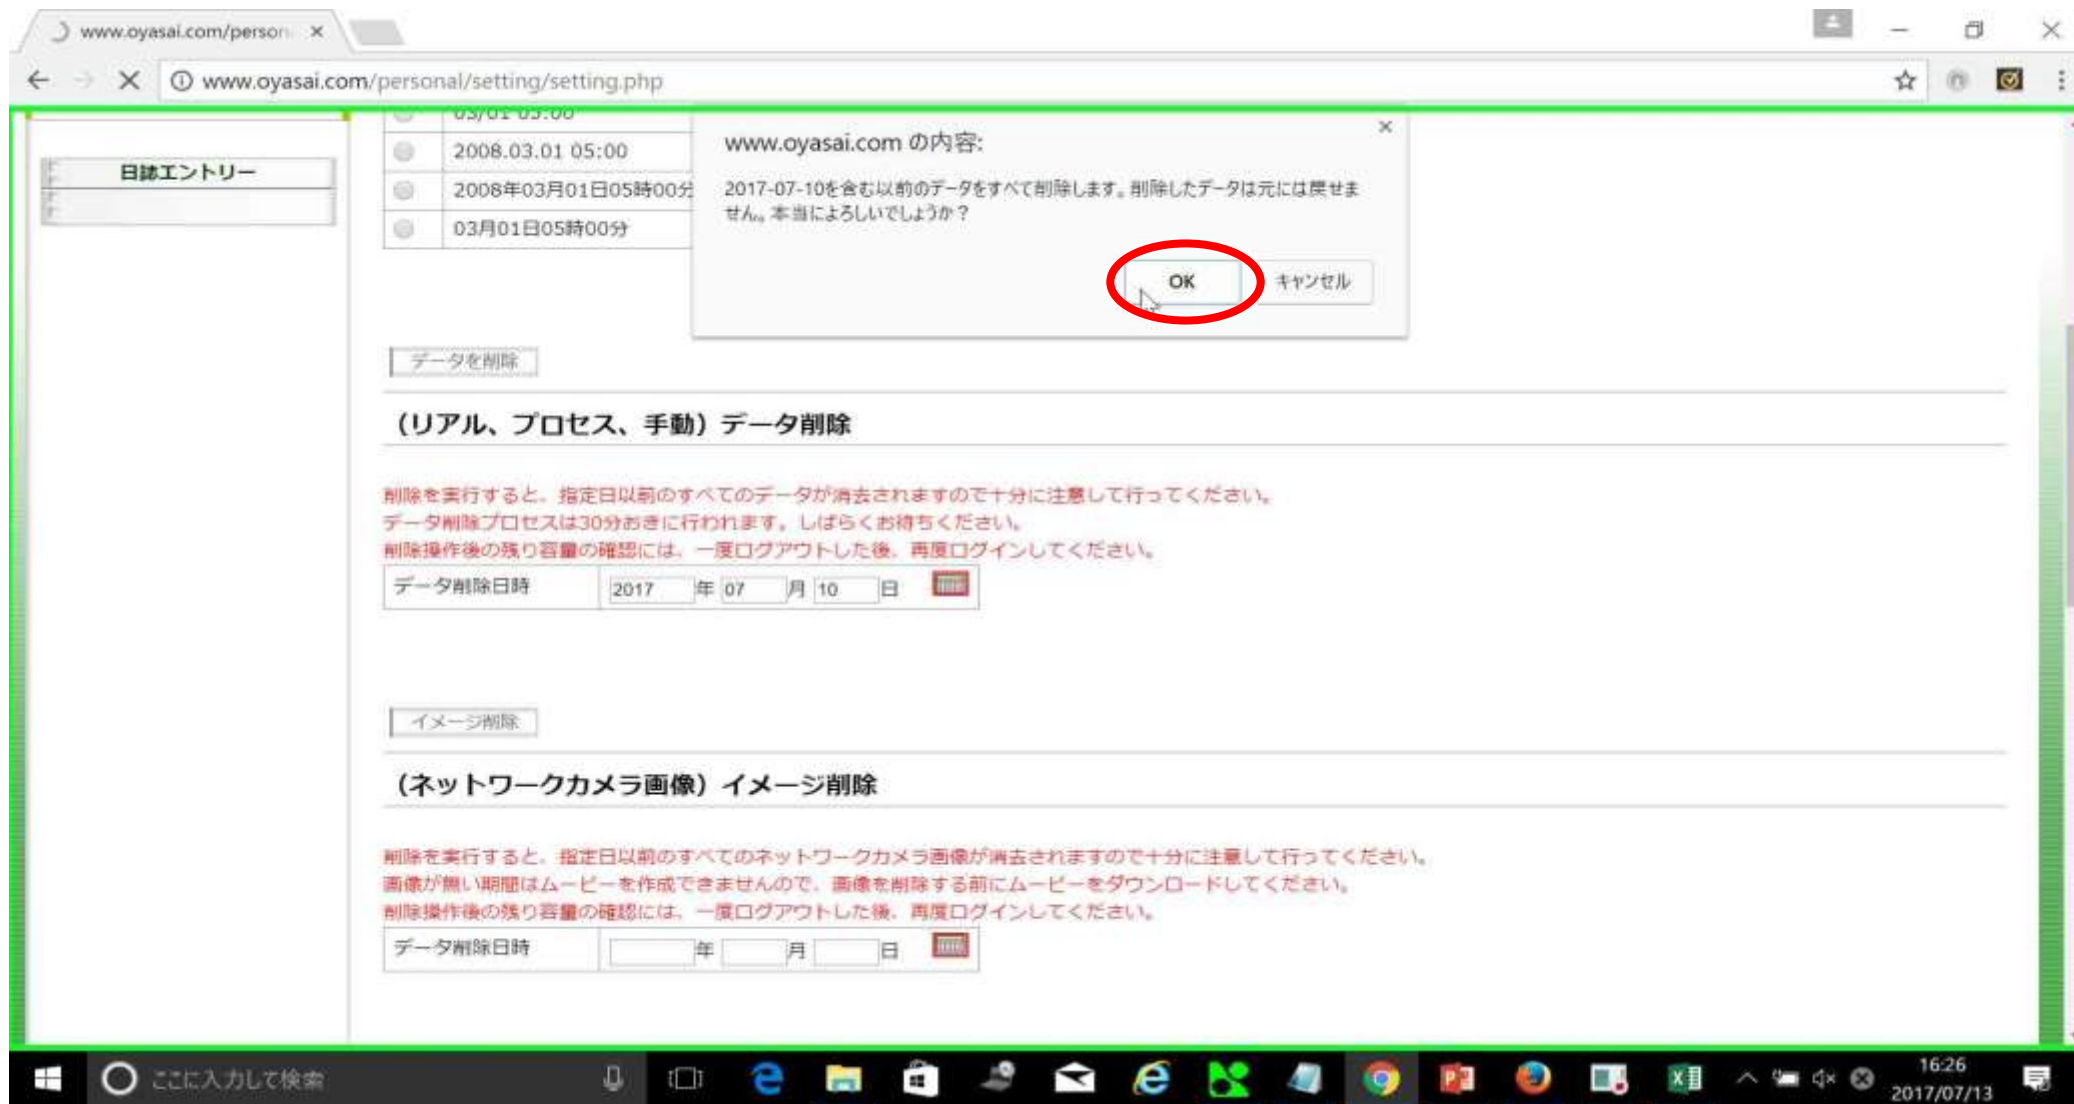 www.oyasai.com/person
www.oyasai.com/personal/setting/setting.php
03/01 05:00
2008.03.01 05:00
2008年03月01日05時00分
03月01日05時00分
日誌エントリー
www.oyasai.com の内容:
2017-07-10を含む以前のデータをすべて削除します。削除したデータは元には戻せま
せん。本当によろしいでしょうか？
OK
キャンセル
データを削除
（リアル、プロセス、手動）データ削除
削除を実行すると、指定日以前のすべてのデータが消去されますので十分に注意して行ってください。
データ削除プロセスは30分おきに行われます。しばらくお待ちください。
削除操作後の残り容量の確認には、一度ログアウトした後、再度ログインしてください。
データ削除日時 2017 年 07 月 10 日
イメージ削除
（ネットワークカメラ画像）イメージ削除
削除を実行すると、指定日以前のすべてのネットワークカメラ画像が消去されますので十分に注意して行ってください。
画像が無い期間はムービーを作成できませんので、画像を削除する前にムービーをダウンロードしてください。
削除操作後の残り容量の確認には、一度ログアウトした後、再度ログインしてください。
データ削除日時 年 月 日
ここに入力して検索
16:26
2017/07/13